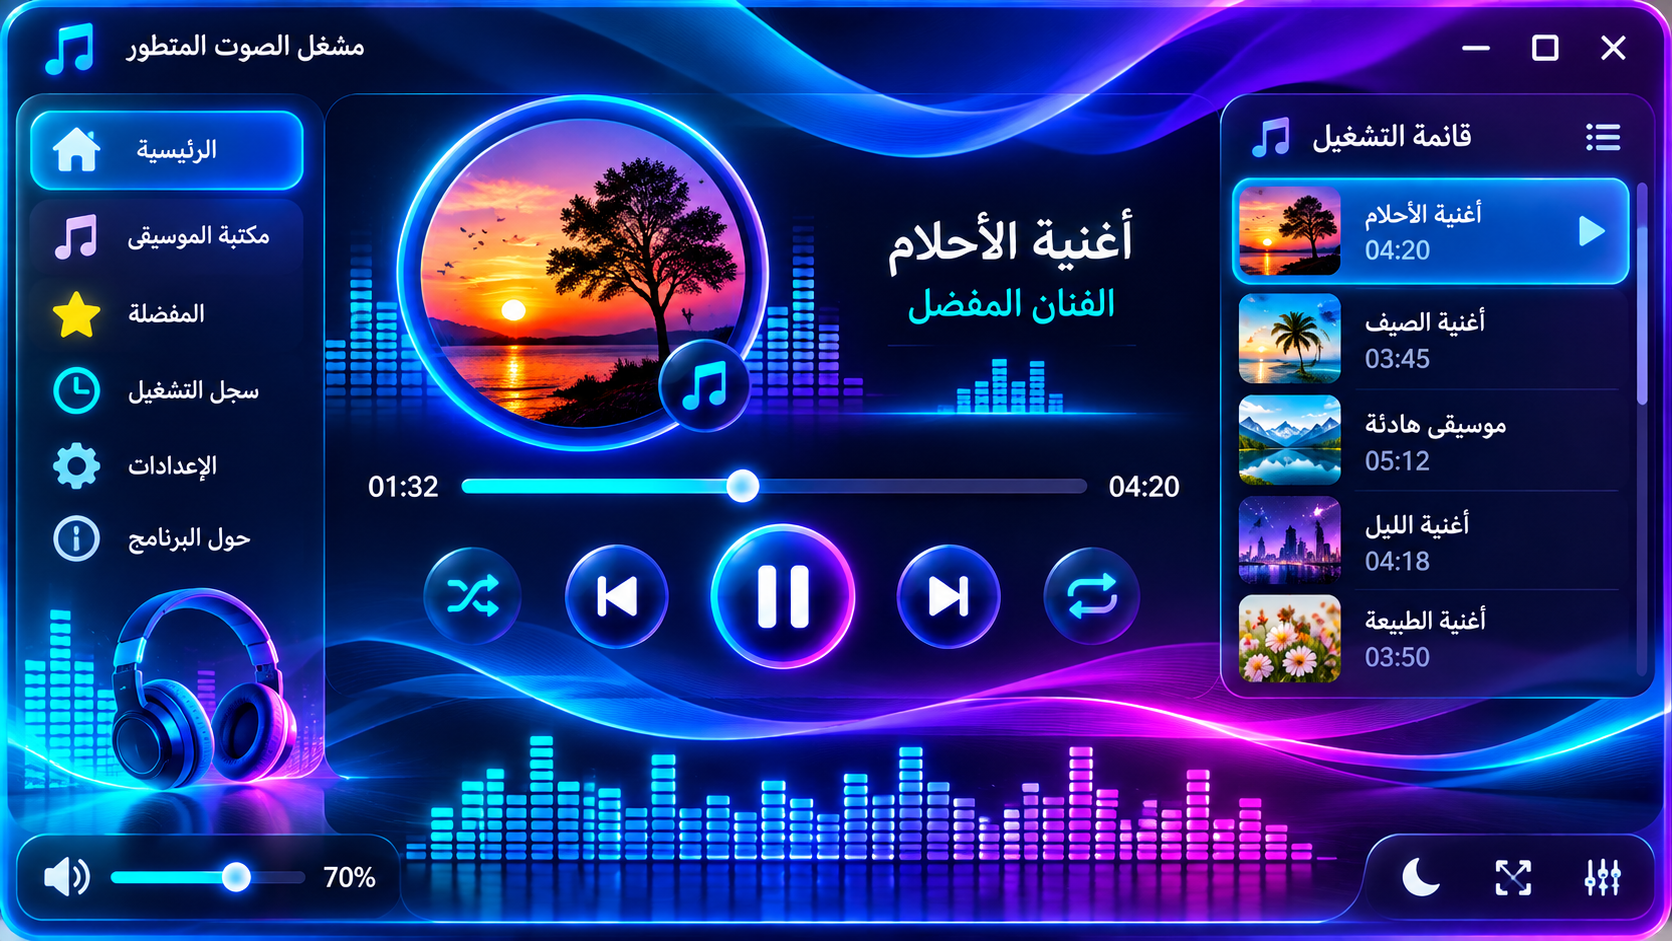 مشغل الصوت المتطور
الرئيسية
مكتبة الموسيقى
المفضلة
سجل التشغيل
الإعدادات
حول البرنامج
أغنية الأحلام
الفنان المفضل
01:32
04:20
قائمة التشغيل
أغنية الأحلام
04:20
أغنية الصيف
03:45
موسيقى هادئة
05:12
أغنية الليل
04:18
أغنية الطبيعة
03:50
70%